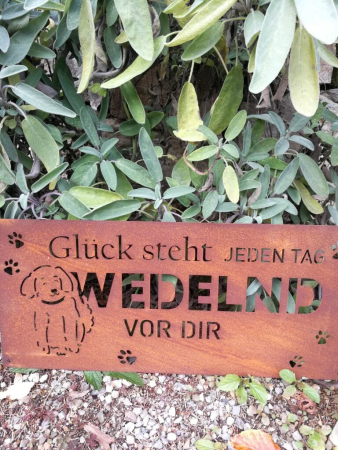 Glück steht JEDEN TAG
WEDELND
VOR DIR